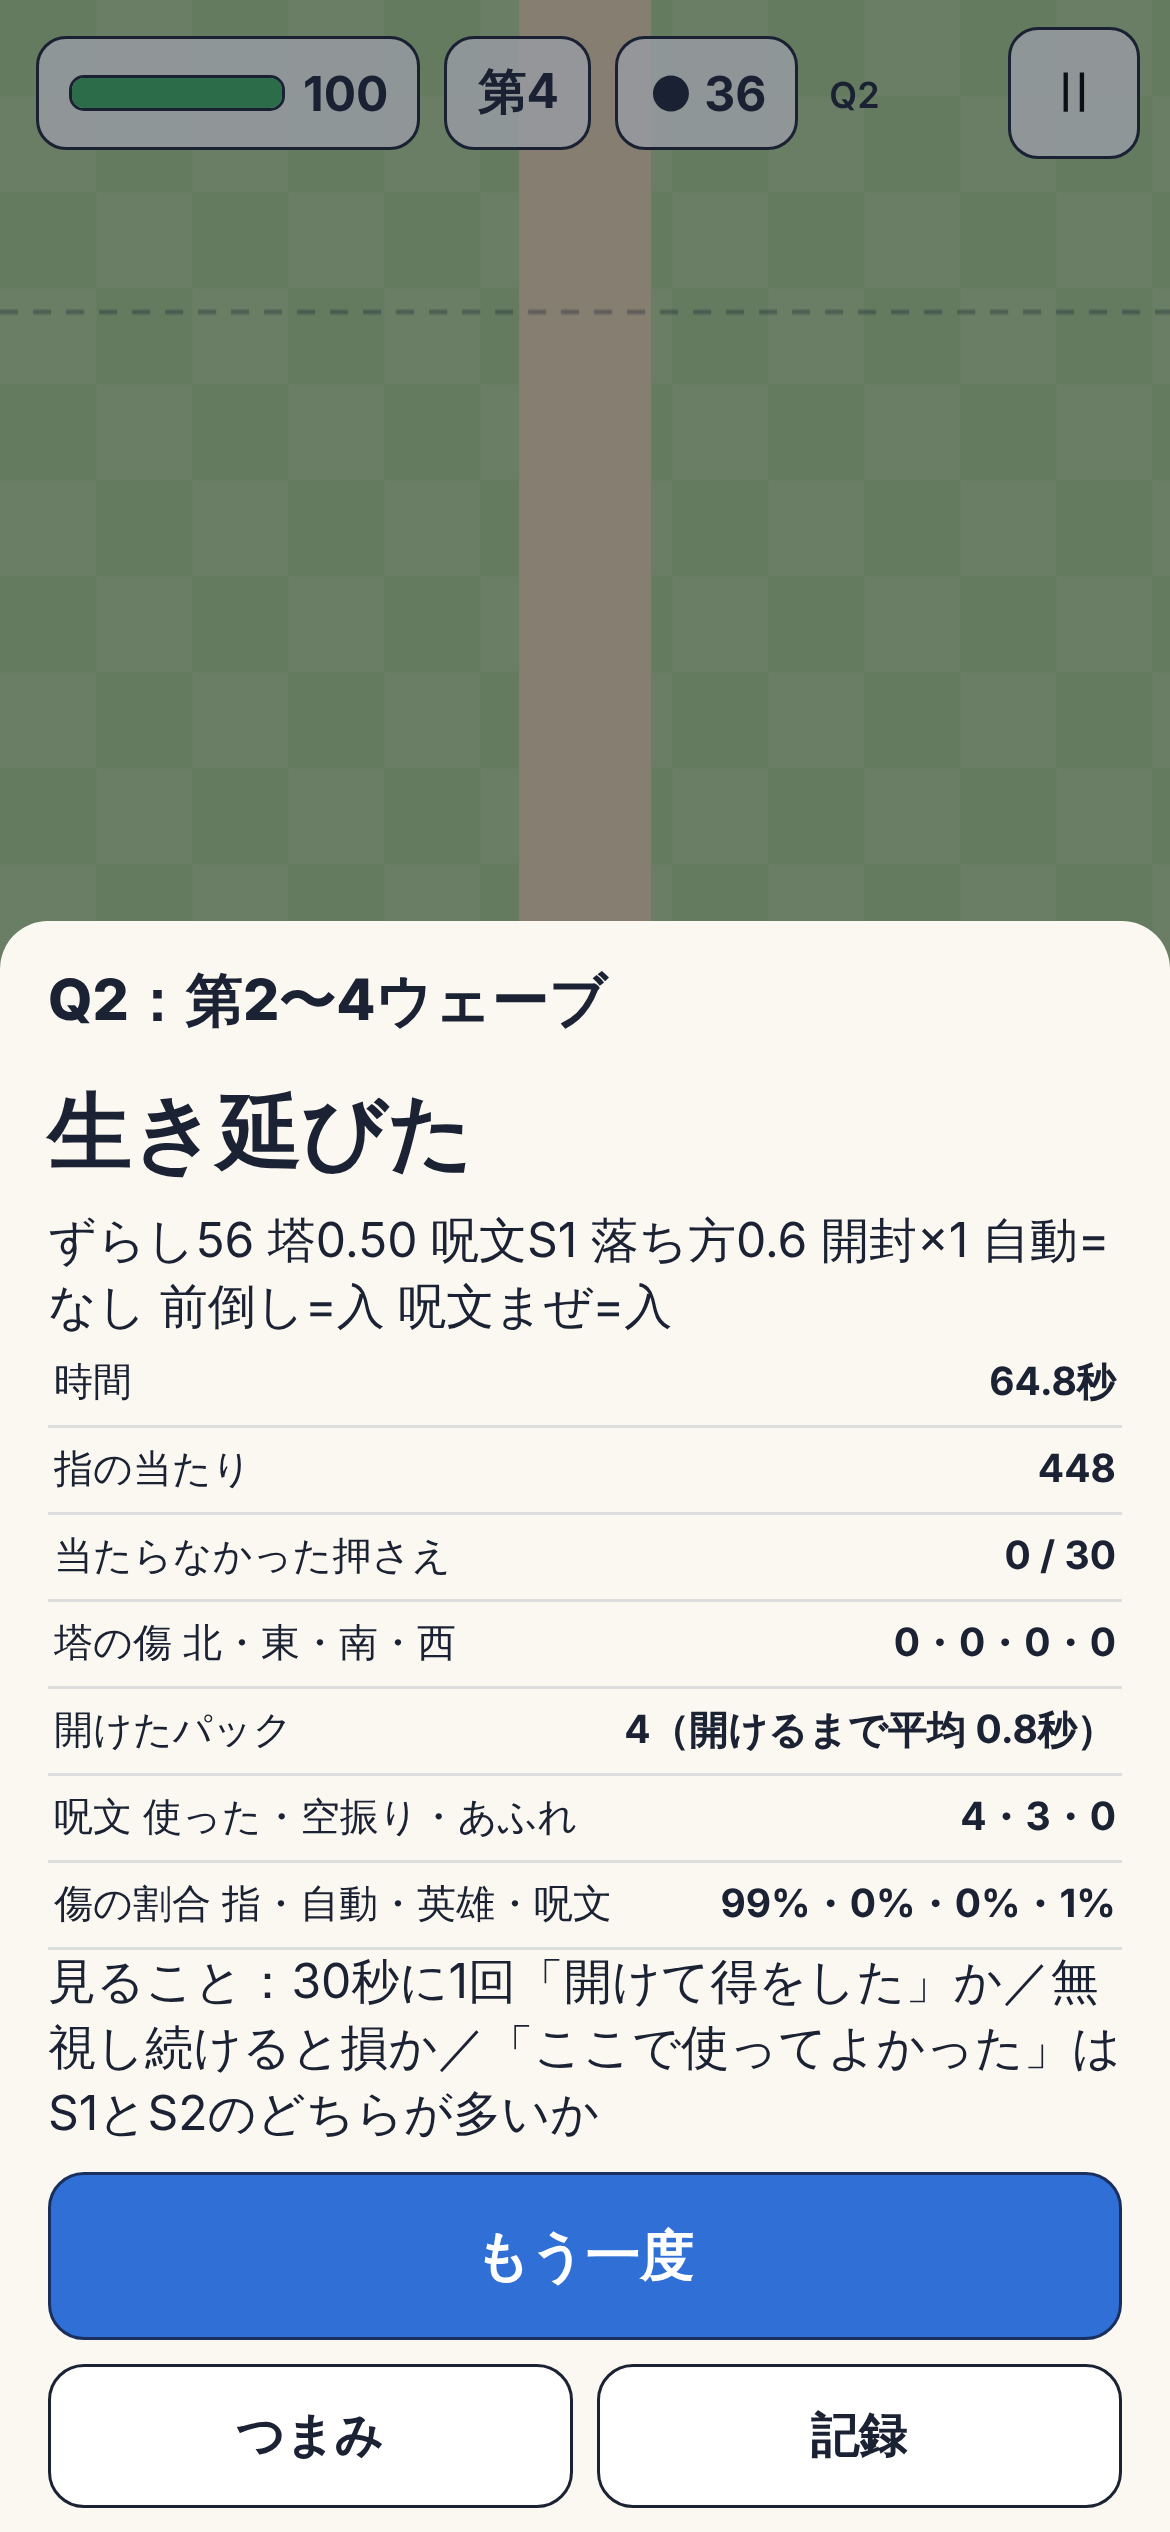 100
第4
36
Q2
Q2：第2〜4ウェーブ
生き延びた
ずらし56 塔0.50 呪文S1 落ち方0.6 開封×1 自動=
なし 前倒し=入 呪文まぜ=入
時間 64.8秒
指の当たり 448
当たらなかった押さえ 0 / 30
塔の傷 北・東・南・西 0・0・0・0
開けたパック 4（開けるまで平均 0.8秒）
呪文 使った・空振り・あふれ 4・3・0
傷の割合 指・自動・英雄・呪文 99%・0%・0%・1%
見ること：30秒に1回「開けて得をした」か／無
視し続けると損か／「ここで使ってよかった」は
S1とS2のどちらが多いか
もう一度
つまみ
記録